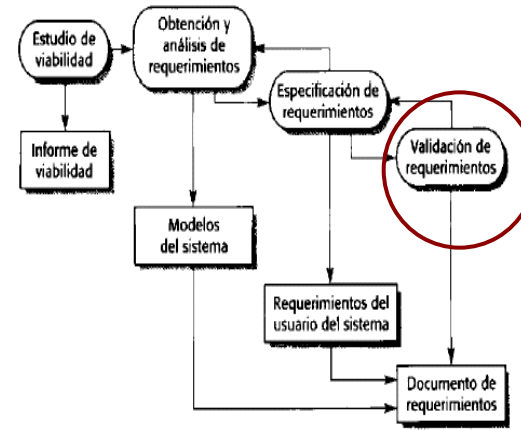 Estudio de
viabilidad
Obtención y
análisis de
requerimientos
Especificación de
requerimientos
Validación de
requerimientos
Informe de
viabilidad
Modelos
del sistema
Requerimientos del
usuario del sistema
Documento de
requerimientos